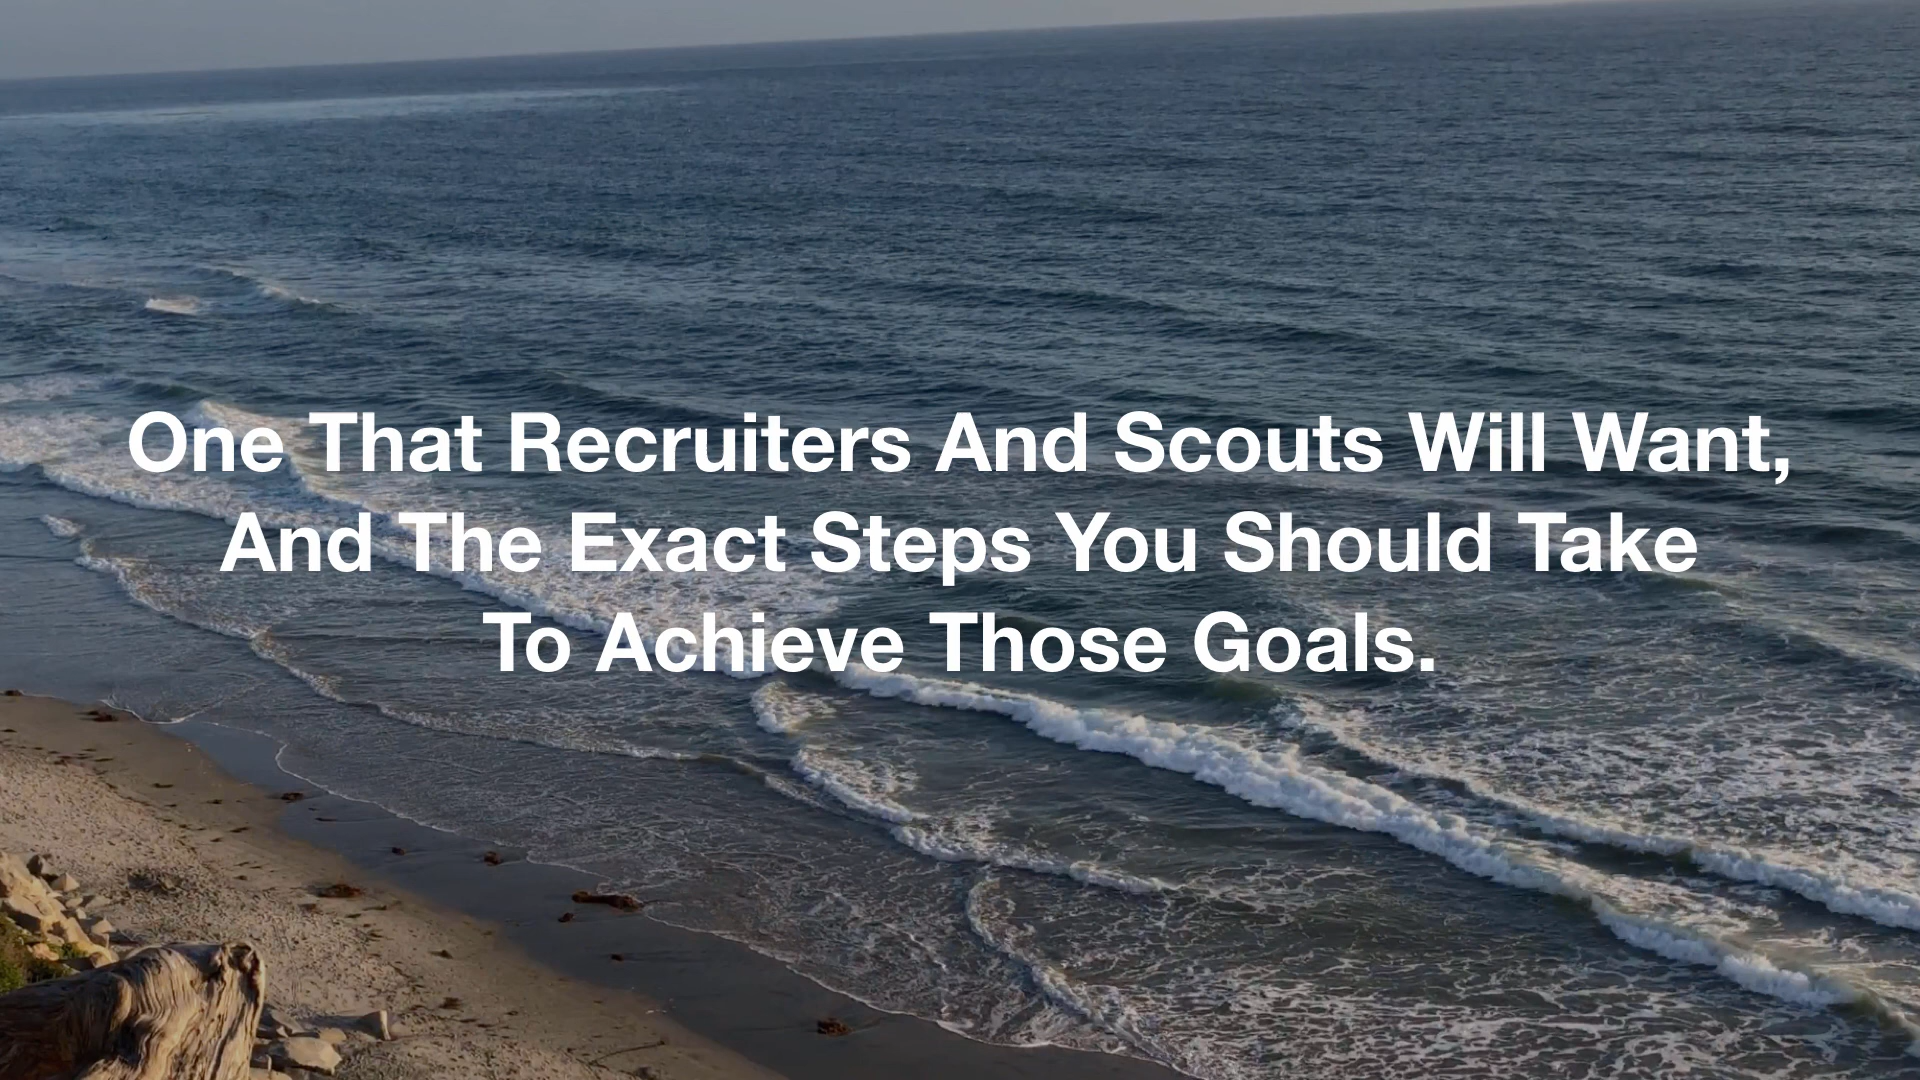 One That Recruiters And Scouts Will Want,
And The Exact Steps You Should Take
To Achieve Those Goals.